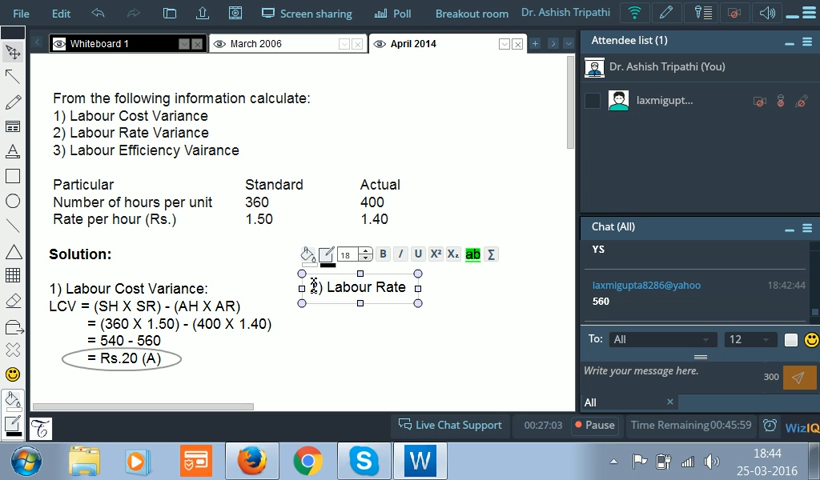 File Edit Screen sharing Poll Breakout room Dr. Ashish Tripathi
Whiteboard 1 March 2006 April 2014
Attendee list (1)
Dr. Ashish Tripathi (You)
laxmigupt...
From the following information calculate:
1) Labour Cost Variance
2) Labour Rate Variance
3) Labour Efficiency Vairance
Particular Standard Actual
Number of hours per unit 360 400
Rate per hour (Rs.) 1.50 1.40
Solution:
18 B I U X² X₂ ab Σ
1) Labour Cost Variance:
2) Labour Rate
LCV = (SH X SR) - (AH X AR)
= (360 X 1.50) - (400 X 1.40)
= 540 - 560
= Rs.20 (A)
Chat (All)
YS
laxmigupta8286@yahoo 18:42:44
560
To: All 12
Write your message here. 300
All
Live Chat Support 00:27:03 Pause Time Remaining 00:45:59 WizIQ
18:44
25-03-2016